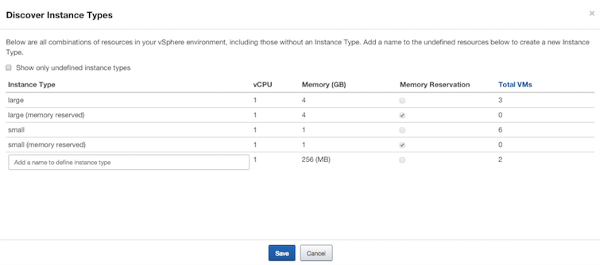 Discover Instance Types
Below are all combinations of resources in your vSphere environment, including those without an Instance Type. Add a name to the undefined resources below to create a new Instance
Type.
Show only undefined instance types
Instance Type vCPU Memory (GB) Memory Reservation Total VMs
large 1 4 3
large (memory reserved) 1 4 0
small 1 1 6
small (memory reserved) 1 1 0
Add a name to define instance type 1 256 (MB) 2
Save Cancel